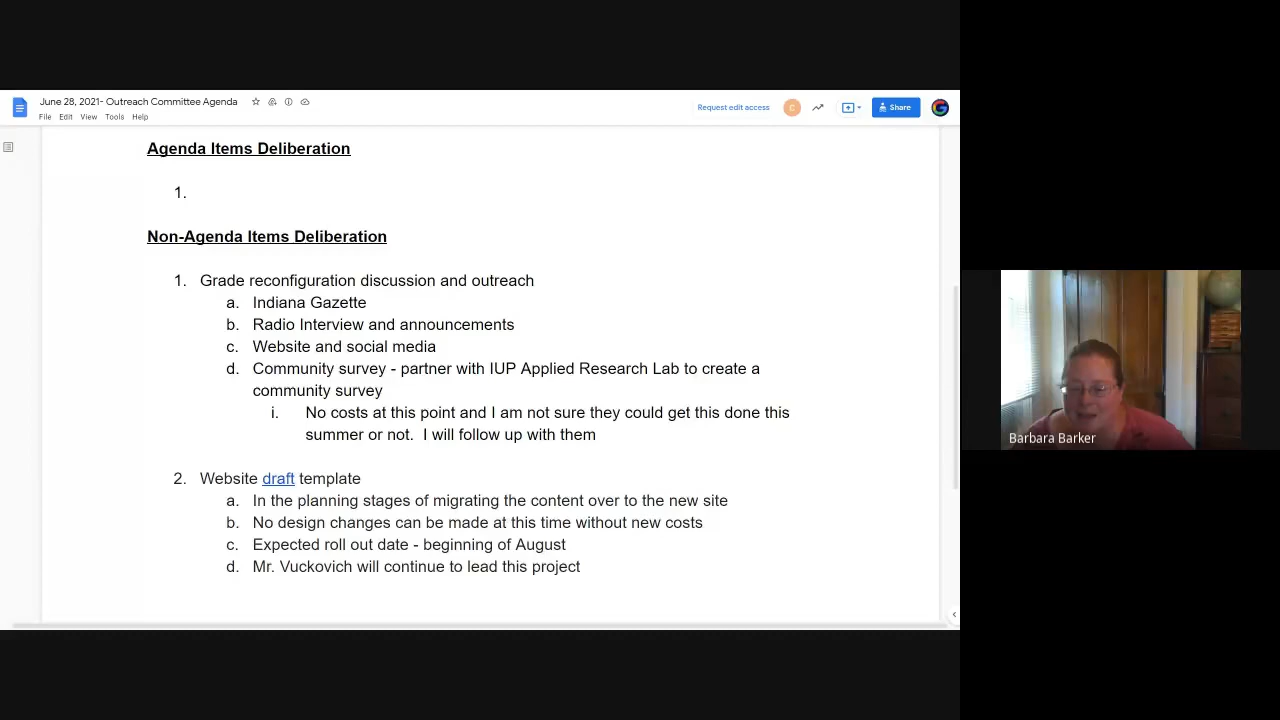 June 28, 2021- Outreach Committee Agenda
File Edit View Tools Help
Request edit access
C
Share
Agenda Items Deliberation
1.
Non-Agenda Items Deliberation
1. Grade reconfiguration discussion and outreach
a. Indiana Gazette
b. Radio Interview and announcements
c. Website and social media
d. Community survey - partner with IUP Applied Research Lab to create a
community survey
i. No costs at this point and I am not sure they could get this done this
summer or not.  I will follow up with them
2. Website draft template
a. In the planning stages of migrating the content over to the new site
b. No design changes can be made at this time without new costs
c. Expected roll out date - beginning of August
d. Mr. Vuckovich will continue to lead this project
Barbara Barker